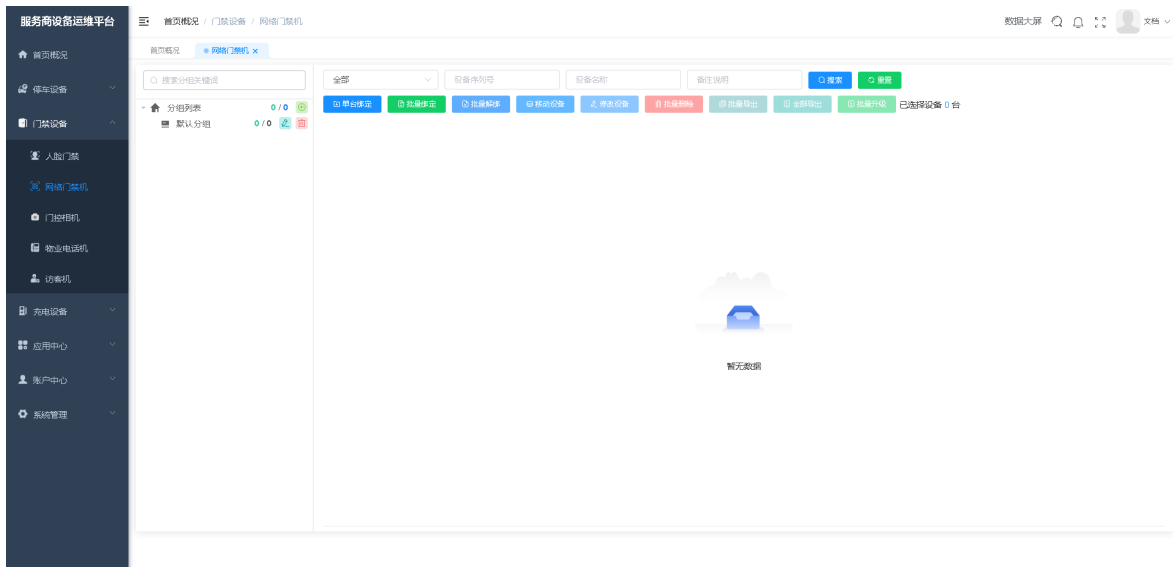 服务商设备运维平台
首页概况 / 门禁设备 / 网络门禁机
数据大屏
文档
首页概况
网络门禁机 ×
首页概况
停车设备
门禁设备
人脸门禁
网络门禁机
门控相机
物业电话机
访客机
充电设备
应用中心
账户中心
系统管理
搜索分组关键词
分组列表 0 / 0
默认分组 0 / 0
全部
设备序列号
设备名称
备注说明
搜索
重置
单台绑定
批量绑定
批量解绑
移动设备
修改设备
批量删除
批量导出
全部导出
批量升级
已选择设备 0 台
暂无数据